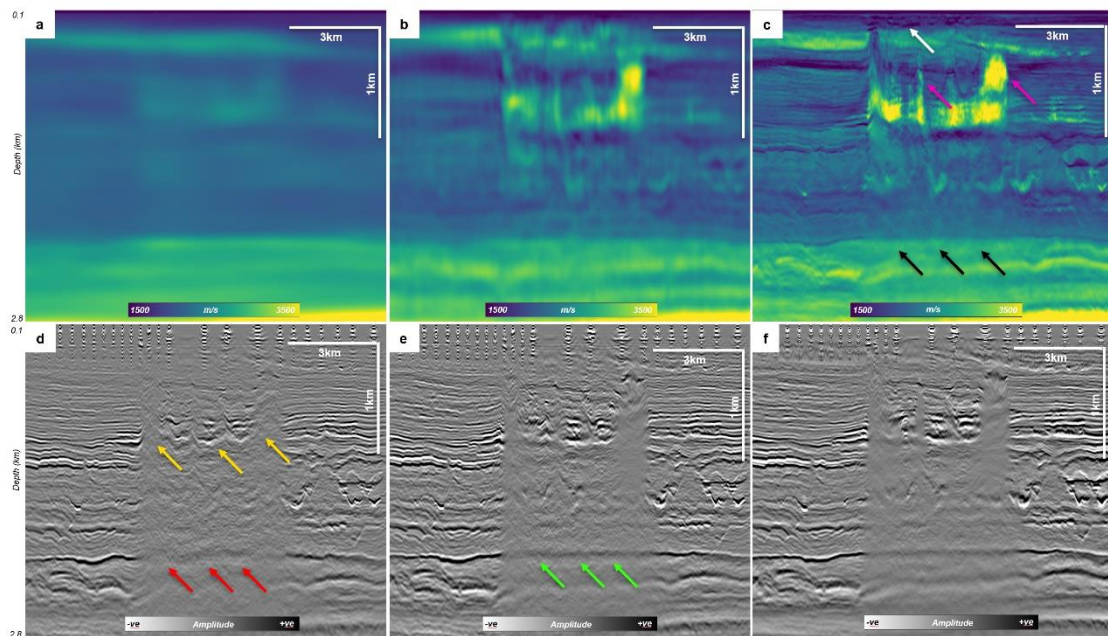 0.1
a
3km
1km
b
3km
1km
c
3km
1km
Depth (km)
1500 m/s 3500
1500 m/s 3500
1500 m/s 3500
2.8
0.1
d
3km
1km
e
3km
1km
f
3km
1km
Depth (km)
-ve Amplitude +ve
-ve Amplitude +ve
-ve Amplitude +ve
2.8